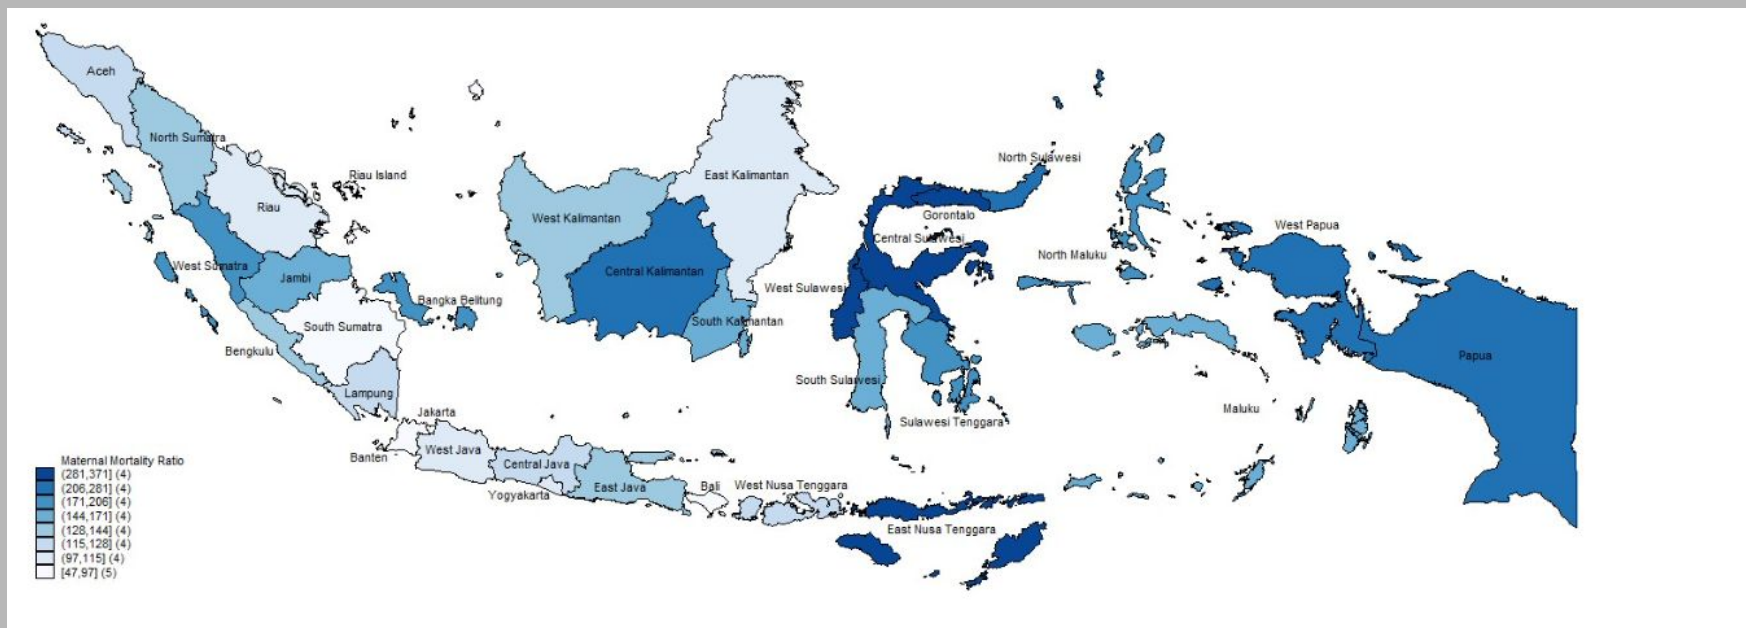 Aceh
North Sumatra
Riau Island
Riau
West Sumatra
Jambi
Bangka Belitung
South Sumatra
Bengkulu
Lampung
East Kalimantan
West Kalimantan
Central Kalimantan
South Kalimantan
North Sulawesi
Gorontalo
Central Sulawesi
West Sulawesi
South Sulawesi
Sulawesi Tenggara
North Maluku
West Papua
Papua
Maluku
Jakarta
Banten
West Java
Central Java
Yogyakarta
East Java
Bali
West Nusa Tenggara
East Nusa Tenggara
Maternal Mortality Ratio
(281,371] (4)
(206,281] (4)
(171,206] (4)
(144,171] (4)
(128,144] (4)
(115,128] (4)
(97,115] (4)
[47,97] (5)